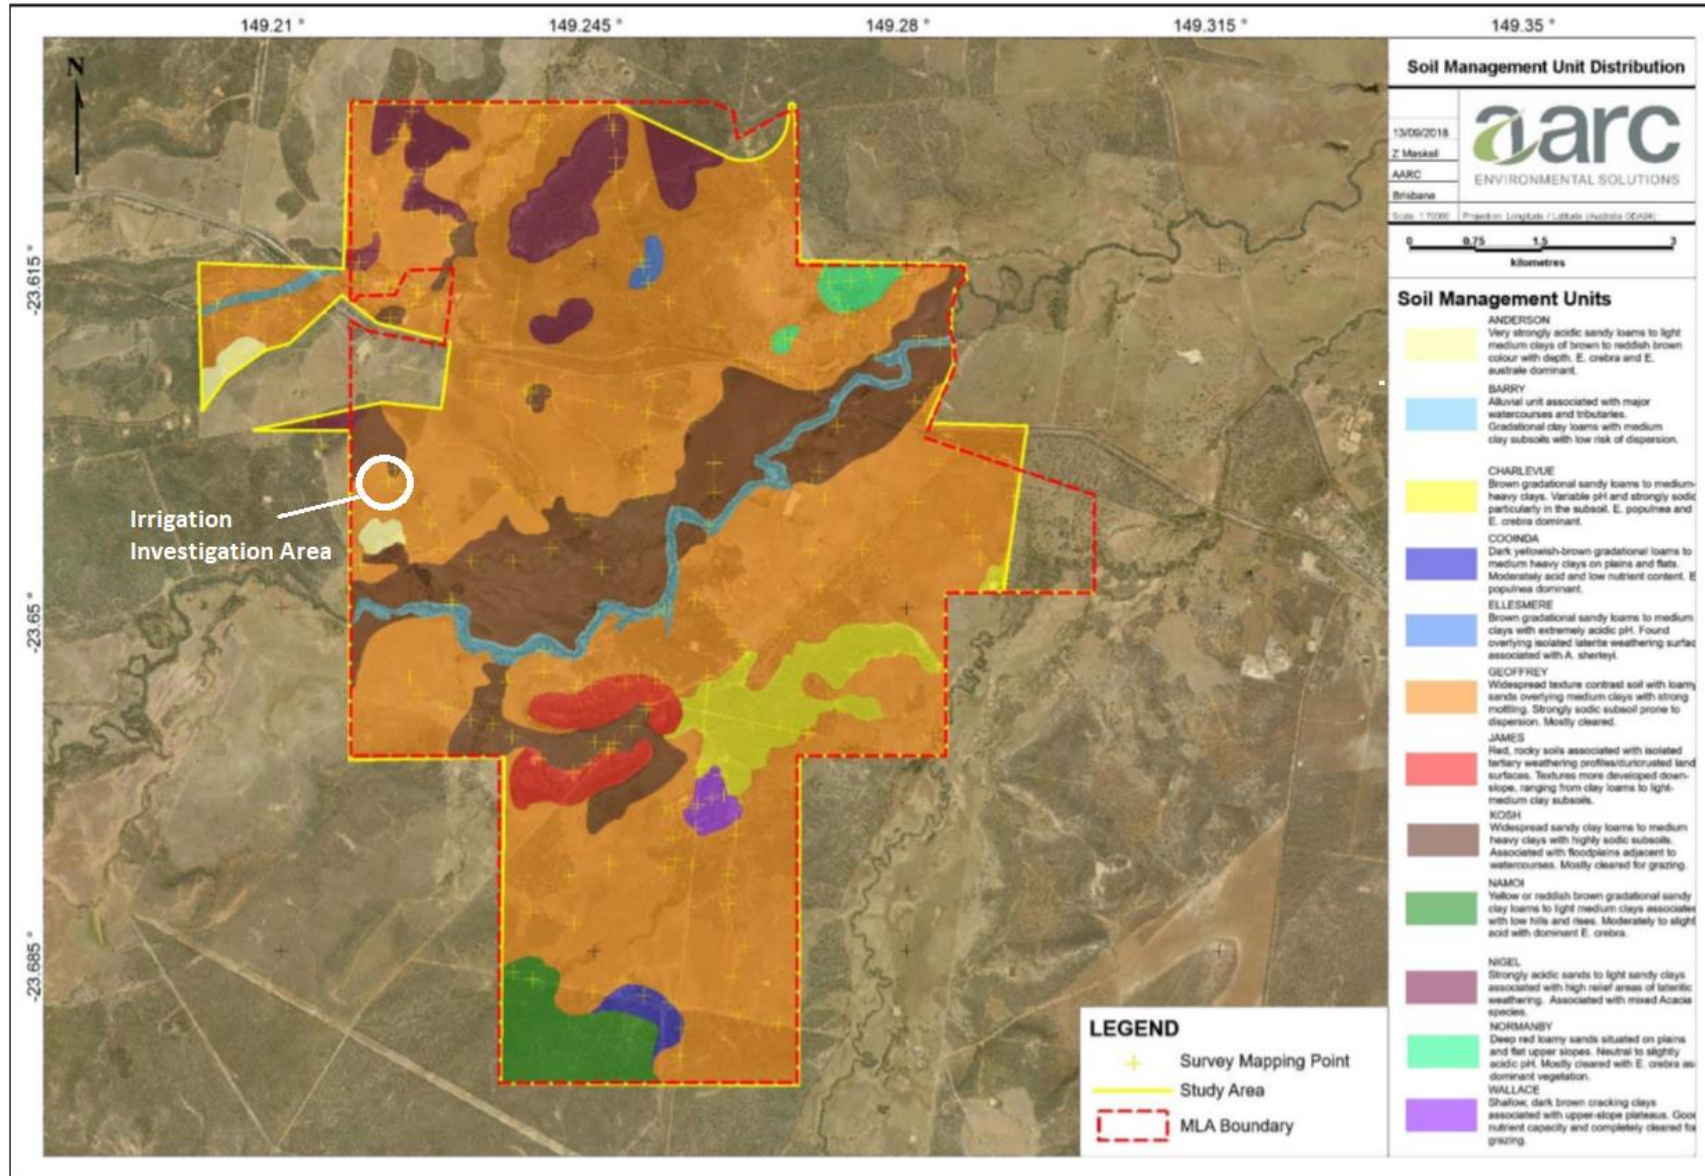 149.21 °
149.245 °
149.28 °
149.315 °
149.35 °
-23.615 °
-23.65 °
-23.685 °
N
Irrigation
Investigation Area
Soil Management Unit Distribution
13/09/2018
Z Maskall
AARC
Brisbane
Scale 1:70000
Projection: Longitude / Latitude (Australia GDA94)
aarc
ENVIRONMENTAL SOLUTIONS
0 0.75 1.5 3
kilometres
Soil Management Units
ANDERSON
Very strongly acidic sandy loams to light
medium clays of brown to reddish brown
colour with depth. E. crebra and E.
australe dominant.
BARRY
Alluvial unit associated with major
watercourses and tributaries.
Gradational clay loams with medium
clay subsoils with low risk of dispersion.
CHARLEVUE
Brown gradational sandy loams to medium-
heavy clays. Variable pH and strongly sodic
particularly in the subsoil. E. populnea and
E. crebra dominant.
COOINDA
Dark yellowish-brown gradational loams to
medium heavy clays on plains and flats.
Moderately acid and low nutrient content. E
populnea dominant.
ELLESMERE
Brown gradational sandy loams to medium
clays with extremely acidic pH. Found
overlying isolated laterite weathering surfac
associated with A. sherleyi.
GEOFFREY
Widespread texture contrast soil with loamy
sands overlying medium clays with strong
mottling. Strongly sodic subsoil prone to
dispersion. Mostly cleared.
JAMES
Red, rocky soils associated with isolated
tertiary weathering profiles/duricrusted land
surfaces. Textures more developed down-
slope, ranging from clay loams to light-
medium clay subsoils.
KOSH
Widespread sandy clay loams to medium
heavy clays with highly sodic subsoils.
Associated with floodplains adjacent to
watercourses. Mostly cleared for grazing.
NAMOI
Yellow or reddish brown gradational sandy
clay loams to light medium clays associated
with low hills and rises. Moderately to slight
acid with dominant E. crebra.
NIGEL
Strongly acidic sands to light sandy clays
associated with high relief areas of lateritic
weathering. Associated with mixed Acacia
species.
NORMANBY
Deep red loamy sands situated on plains
and flat upper slopes. Neutral to slightly
acidic pH. Mostly cleared with E. crebra as
dominant vegetation.
WALLACE
Shallow, dark brown cracking clays
associated with upper-slope plateaus. Good
nutrient capacity and completely cleared for
grazing.
LEGEND
Survey Mapping Point
Study Area
MLA Boundary